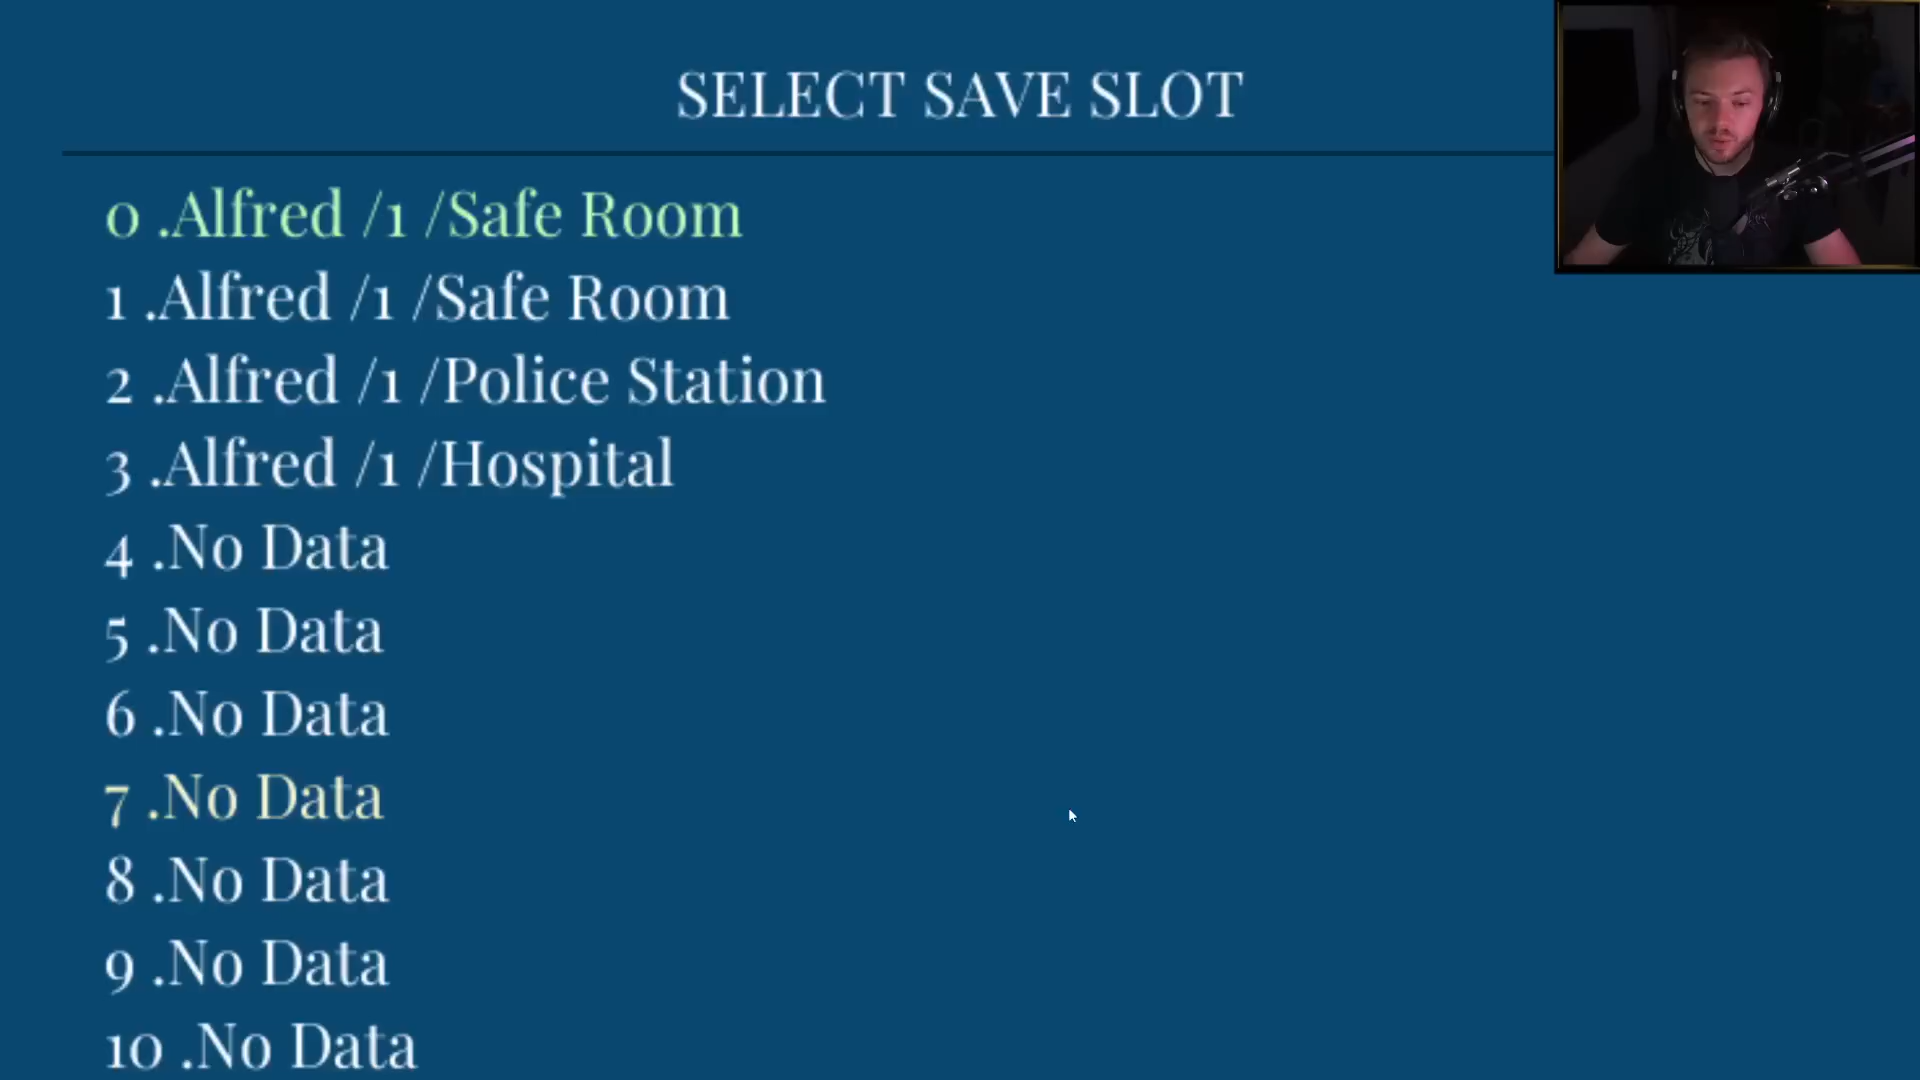 SELECT SAVE SLOT
0 .Alfred /1 /Safe Room
1 .Alfred /1 /Safe Room
2 .Alfred /1 /Police Station
3 .Alfred /1 /Hospital
4 .No Data
5 .No Data
6 .No Data
7 .No Data
8 .No Data
9 .No Data
10 .No Data